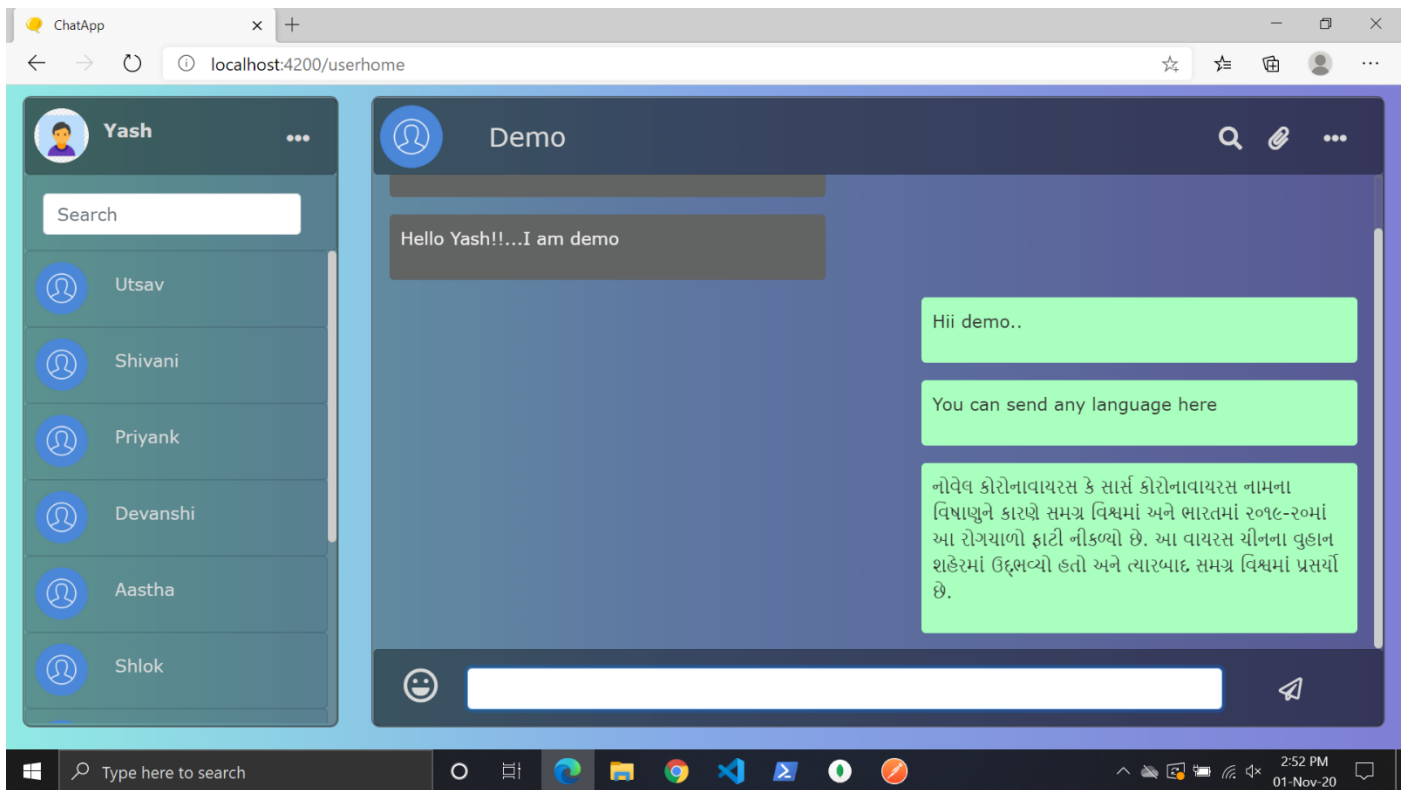 ChatApp
localhost:4200/userhome
Yash
Demo
Search
Hello Yash!!...I am demo
Utsav
Hii demo..
Shivani
You can send any language here
Priyank
નોવેલ કોરોનાવાયરસ કે સાર્સ કોરોનાવાયરસ નામના
વિષાણુને કારણે સમગ્ર વિશ્વમાં અને ભારતમાં ૨૦૧૯-૨૦માં
આ રોગચાળો ફાટી નીકળ્યો છે. આ વાયરસ ચીનના વુહાન
શહેરમાં ઉદ્ભવ્યો હતો અને ત્યારબાદ સમગ્ર વિશ્વમાં પ્રસર્યો
છે.
Devanshi
Aastha
Shlok
Type here to search
2:52 PM
01-Nov-20